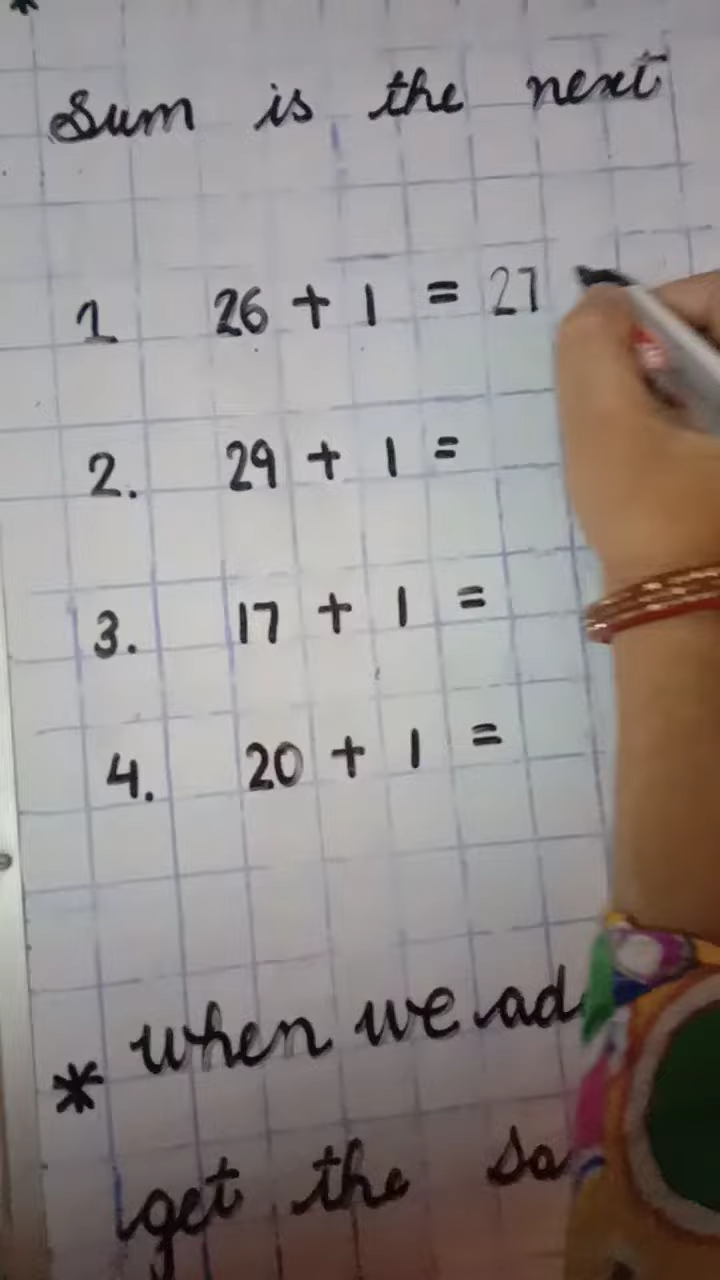 Sum is the next
1 26 + 1 = 27
2. 29 + 1 =
3. 17 + 1 =
4. 20 + 1 =
* when we ad
get the sa